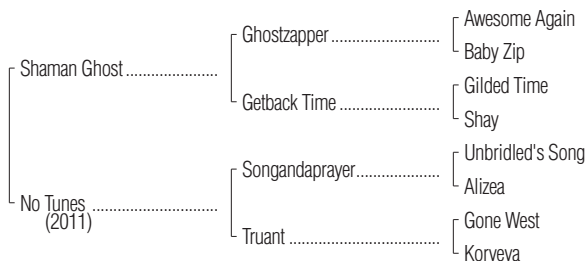 Awesome Again
Ghostzapper
Baby Zip
Shaman Ghost
Gilded Time
Getback Time
Shay
Unbridled's Song
Songandaprayer
Alizea
No Tunes
(2011)
Gone West
Truant
Korveya